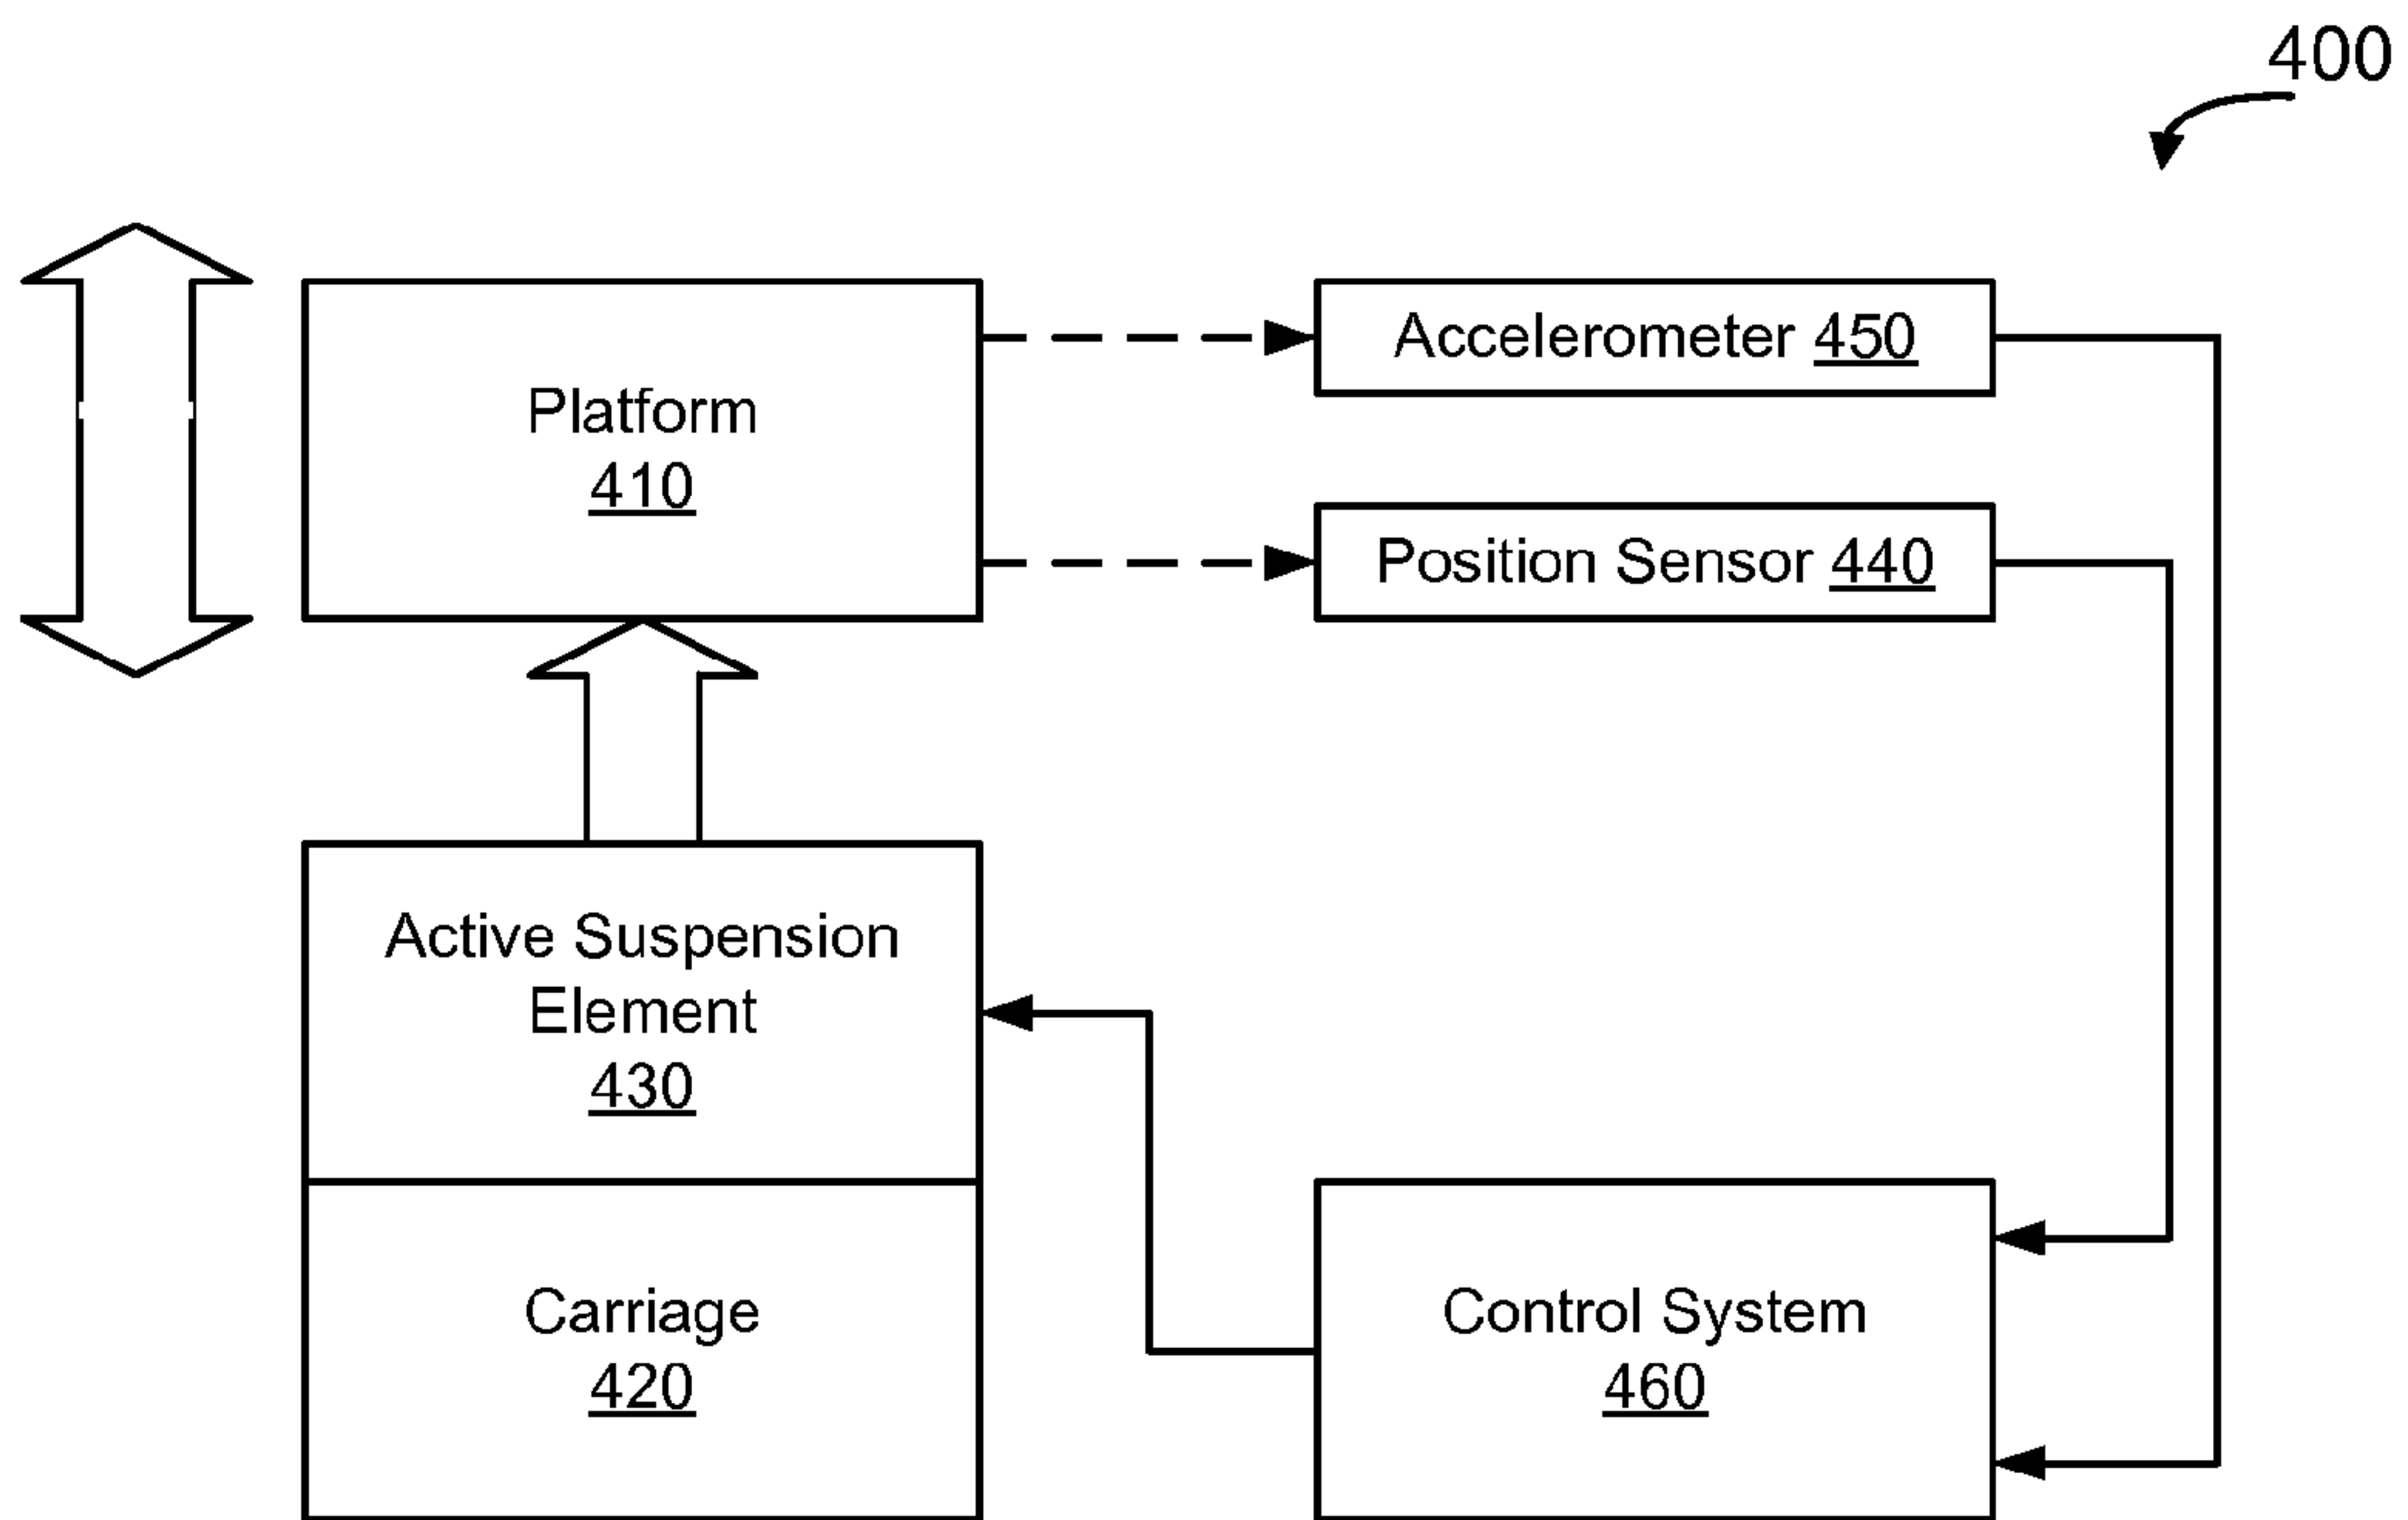 400
Accelerometer 450
Platform
410
Position Sensor 440
Active Suspension
Element
430
Carriage
420
Control System
460